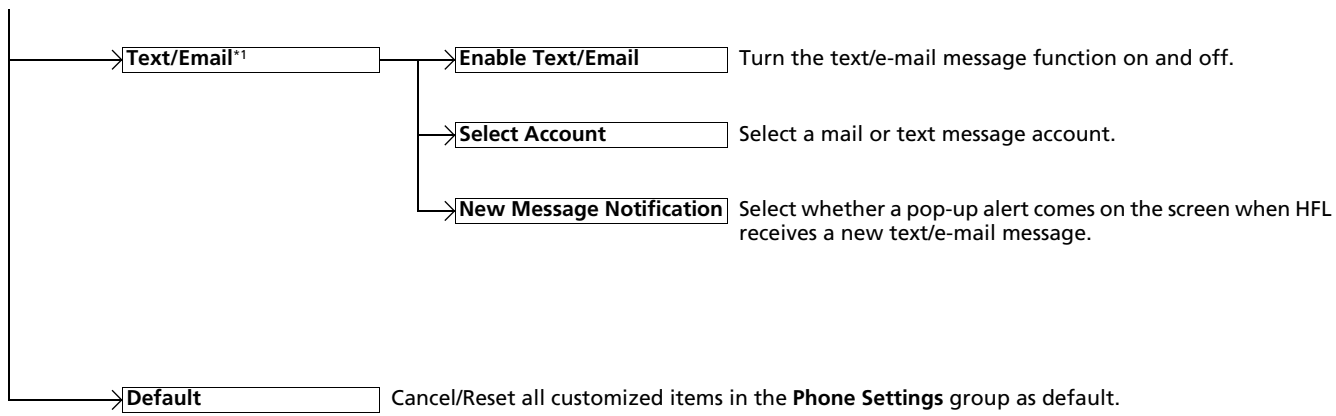 Text/Email*1
Enable Text/Email
Turn the text/e-mail message function on and off.
Select Account
Select a mail or text message account.
New Message Notification
Select whether a pop-up alert comes on the screen when HFL
receives a new text/e-mail message.
Default
Cancel/Reset all customized items in the Phone Settings group as default.